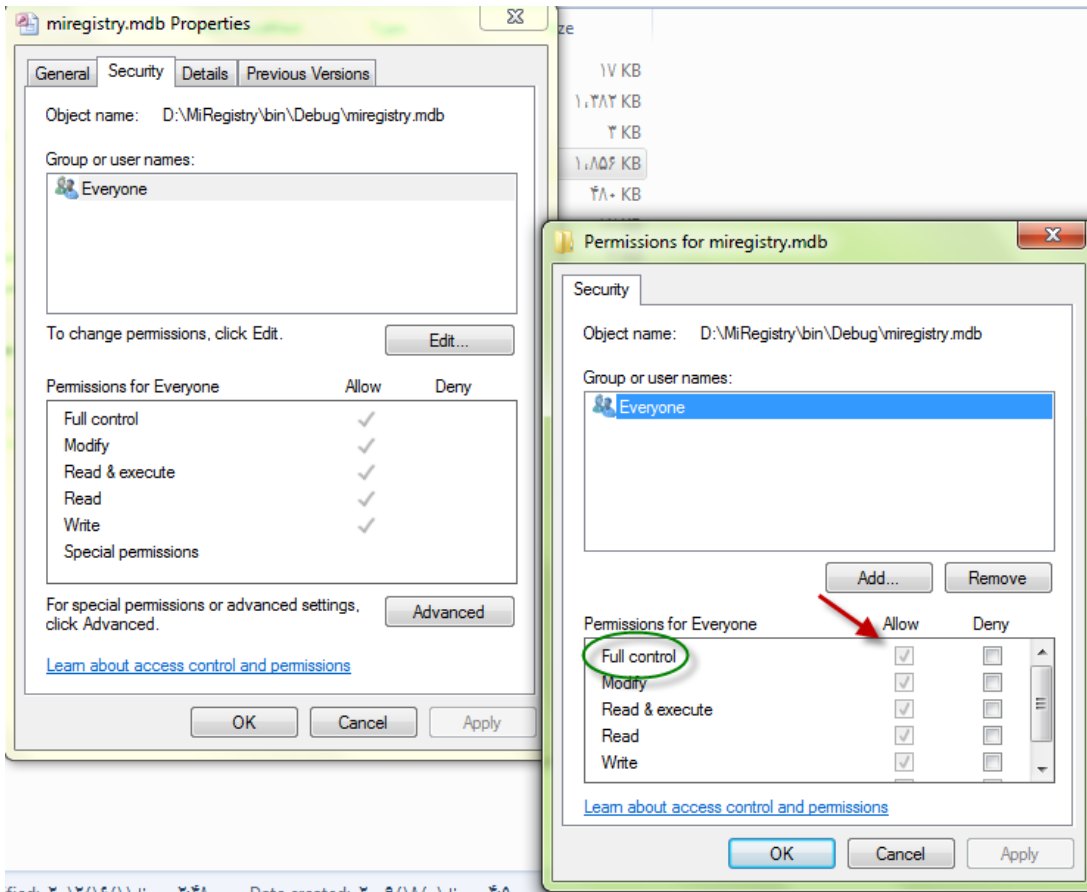 miregistry.mdb Properties
General Security Details Previous Versions
Object name: D:\MiRegistry\bin\Debug\miregistry.mdb
Group or user names:
Everyone
To change permissions, click Edit.
Edit...
Permissions for Everyone Allow Deny
Full control
Modify
Read & execute
Read
Write
Special permissions
For special permissions or advanced settings,
click Advanced.
Advanced
Learn about access control and permissions
OK Cancel Apply
۱۷ KB
۱،۳۸۲ KB
۳ KB
۱،۸۵۶ KB
۴۸۰ KB
Permissions for miregistry.mdb
Security
Object name: D:\MiRegistry\bin\Debug\miregistry.mdb
Group or user names:
Everyone
Add... Remove
Permissions for Everyone Allow Deny
Full control
Modify
Read & execute
Read
Write
Learn about access control and permissions
OK Cancel Apply
Date created: